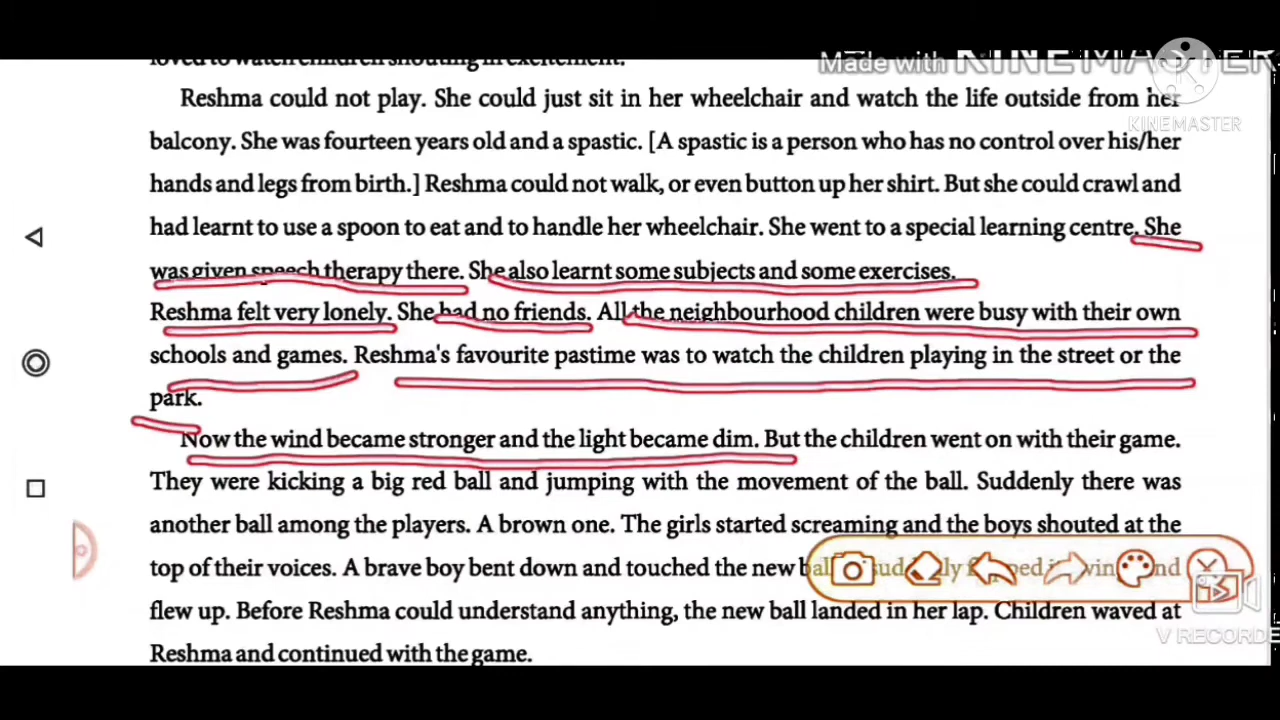 loved to watch children shouting in excitement.
Made with KINEMASTER
Reshma could not play. She could just sit in her wheelchair and watch the life outside from her
KINEMASTER
balcony. She was fourteen years old and a spastic. [A spastic is a person who has no control over his/her
hands and legs from birth.] Reshma could not walk, or even button up her shirt. But she could crawl and
had learnt to use a spoon to eat and to handle her wheelchair. She went to a special learning centre. She
was given speech therapy there. She also learnt some subjects and some exercises.
Reshma felt very lonely. She had no friends. All the neighbourhood children were busy with their own
schools and games. Reshma's favourite pastime was to watch the children playing in the street or the
park.
Now the wind became stronger and the light became dim. But the children went on with their game.
They were kicking a big red ball and jumping with the movement of the ball. Suddenly there was
another ball among the players. A brown one. The girls started screaming and the boys shouted at the
top of their voices. A brave boy bent down and touched the new
flew up. Before Reshma could understand anything, the new ball landed in her lap. Children waved at
V RECORDE
Reshma and continued with the game.